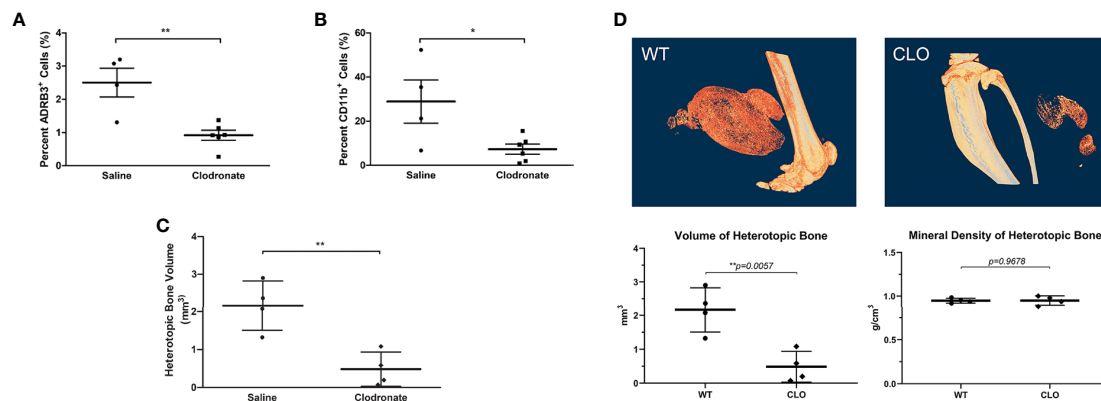 A
Percent ADRB3+ Cells (%)
4
3
2
1
0
**
Saline
Clodronate
B
Percent CD11b+ Cells (%)
60
40
20
0
*
Saline
Clodronate
C
Heterotopic Bone Volume
(mm3)
4
3
2
1
0
**
Saline
Clodronate
D
WT
CLO
Volume of Heterotopic Bone
mm3
4
3
2
1
0
**p=0.0057
WT
CLO
Mineral Density of Heterotopic Bone
g/cm3
1.5
1.0
0.5
0.0
p=0.9678
WT
CLO